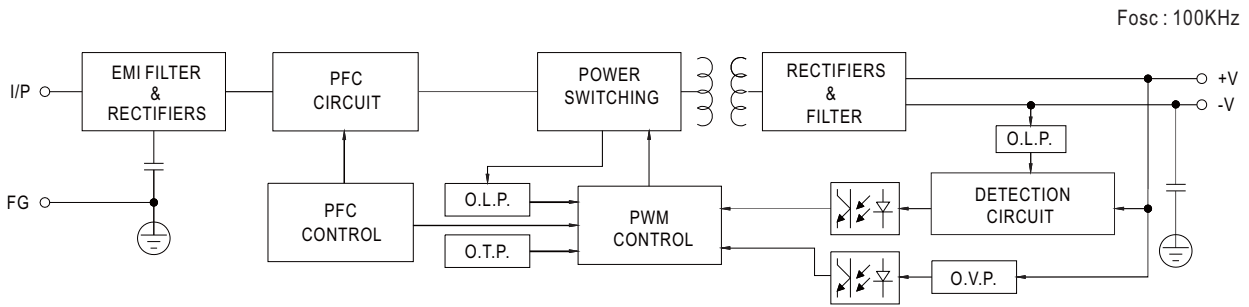 Fosc : 100KHz
I/P
EMI FILTER
&
RECTIFIERS
PFC
CIRCUIT
POWER
SWITCHING
RECTIFIERS
&
FILTER
+V
-V
O.L.P.
FG
PFC
CONTROL
O.L.P.
O.T.P.
PWM
CONTROL
DETECTION
CIRCUIT
O.V.P.